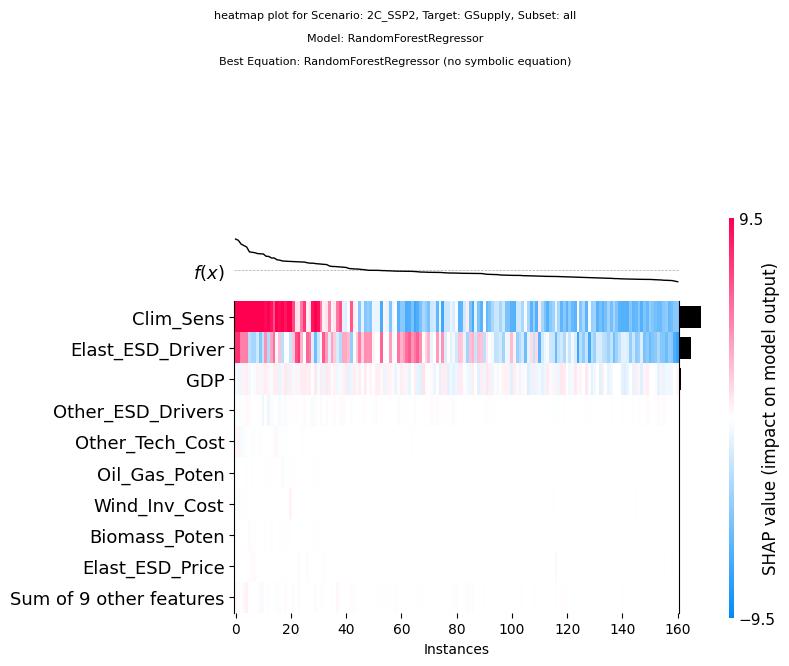 heatmap plot for Scenario: 2C_SSP2, Target: GSupply, Subset: all
Model: RandomForestRegressor
Best Equation: RandomForestRegressor (no symbolic equation)
9.5
f(x)
Clim_Sens
Elast_ESD_Driver
GDP
Other_ESD_Drivers
Other_Tech_Cost
Oil_Gas_Poten
Wind_Inv_Cost
Biomass_Poten
Elast_ESD_Price
Sum of 9 other features
SHAP value (impact on model output)
−9.5
0 20 40 60 80 100 120 140 160
Instances